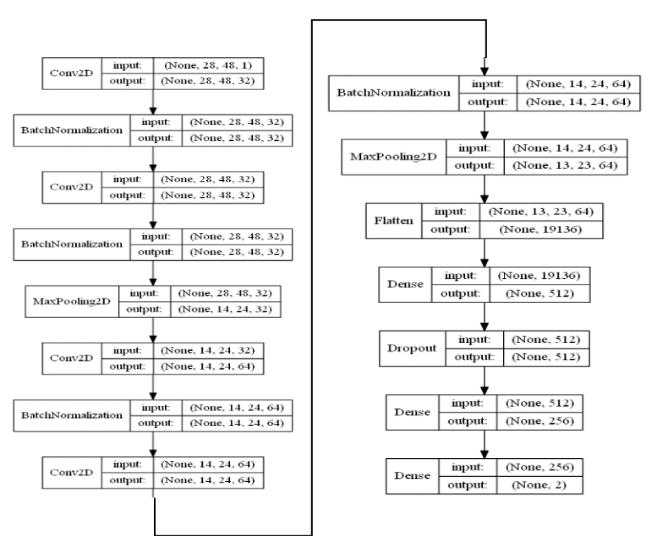 Conv2D input: (None, 28, 48, 1)
output: (None, 28, 48, 32)
BatchNormalization input: (None, 28, 48, 32)
output: (None, 28, 48, 32)
Conv2D input: (None, 28, 48, 32)
output: (None, 28, 48, 32)
BatchNormalization input: (None, 28, 48, 32)
output: (None, 28, 48, 32)
MaxPooling2D input: (None, 28, 48, 32)
output: (None, 14, 24, 32)
Conv2D input: (None, 14, 24, 32)
output: (None, 14, 24, 64)
BatchNormalization input: (None, 14, 24, 64)
output: (None, 14, 24, 64)
Conv2D input: (None, 14, 24, 64)
output: (None, 14, 24, 64)
BatchNormalization input: (None, 14, 24, 64)
output: (None, 14, 24, 64)
MaxPooling2D input: (None, 14, 24, 64)
output: (None, 13, 23, 64)
Flatten input: (None, 13, 23, 64)
output: (None, 19136)
Dense input: (None, 19136)
output: (None, 512)
Dropout input: (None, 512)
output: (None, 512)
Dense input: (None, 512)
output: (None, 256)
Dense input: (None, 256)
output: (None, 2)